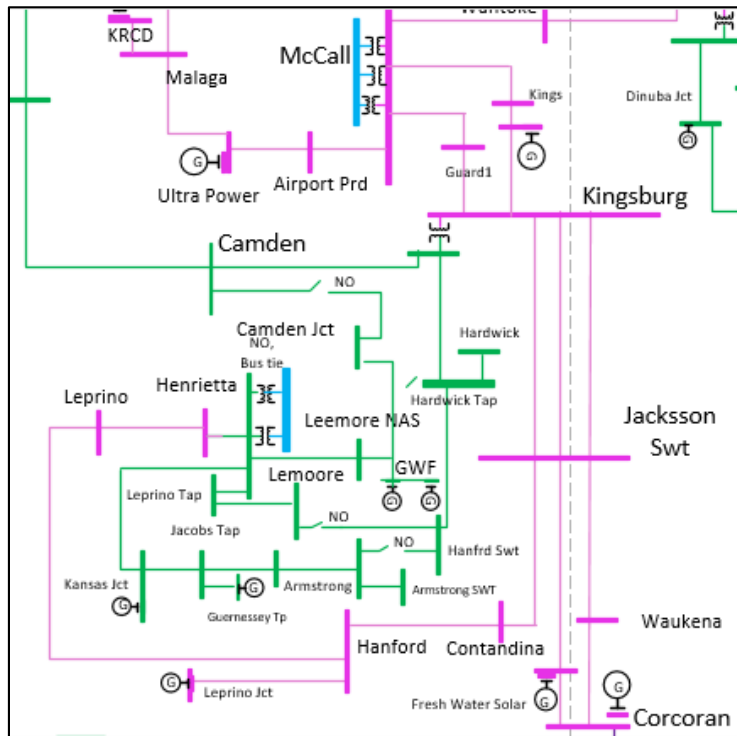 Wahtoke
KRCD
McCall
Malaga
Kings
Dinuba Jct
G
G
G
Ultra Power
Airport Prd
Guard1
Kingsburg
Camden
NO
Camden Jct
Hardwick
NO,
Bus tie
Henrietta
Leprino
Hardwick Tap
Leemore NAS
Jacksson
Swt
GWF
Lemoore
Leprino Tap
G
G
NO
Jacobs Tap
NO
Hanfrd Swt
Kansas Jct
Armstrong
Armstrong SWT
G
G
Guernessey Tp
Waukena
Hanford
Contandina
G
Leprino Jct
Fresh Water Solar
G
G
Corcoran